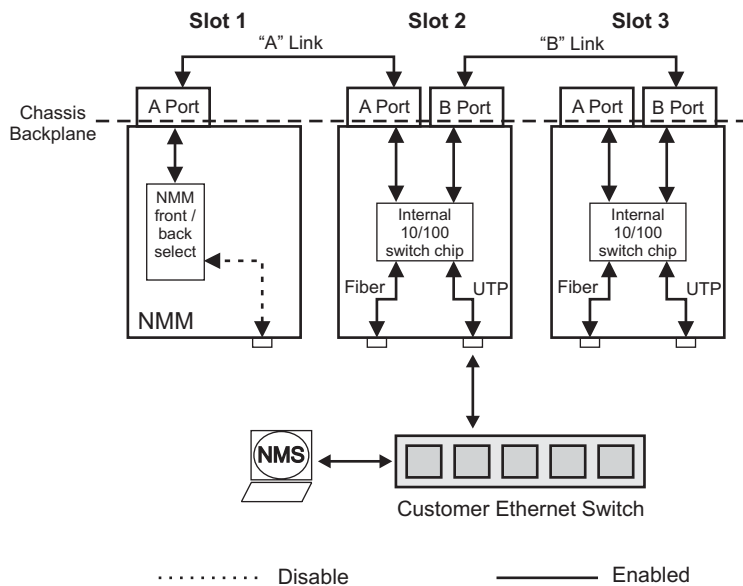 Slot 1
Slot 2
Slot 3
“A” Link
“B” Link
A Port
A Port
B Port
A Port
B Port
Chassis
Backplane
NMM
front /
back
select
Internal
10/100
switch chip
Internal
10/100
switch chip
Fiber
UTP
Fiber
UTP
NMM
NMS
Customer Ethernet Switch
Disable
Enabled